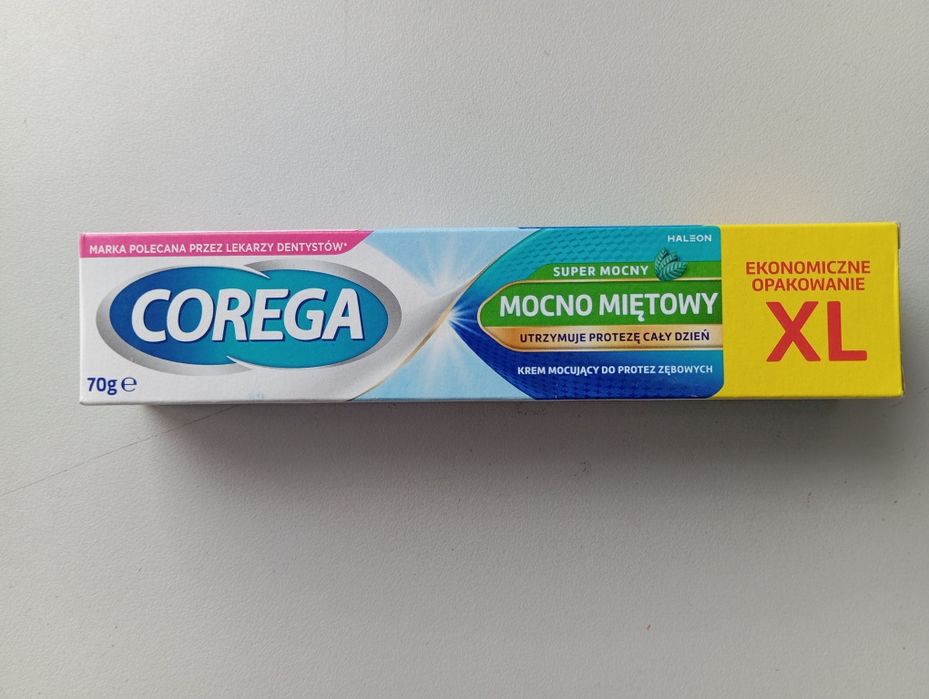 MARKA POLECANA PRZEZ LEKARZY DENTYSTÓW*
COREGA
70g ℮
HALEON
SUPER MOCNY
MOCNO MIĘTOWY
UTRZYMUJE PROTEZĘ CAŁY DZIEŃ
KREM MOCUJĄCY DO PROTEZ ZĘBOWYCH
EKONOMICZNE
OPAKOWANIE
XL